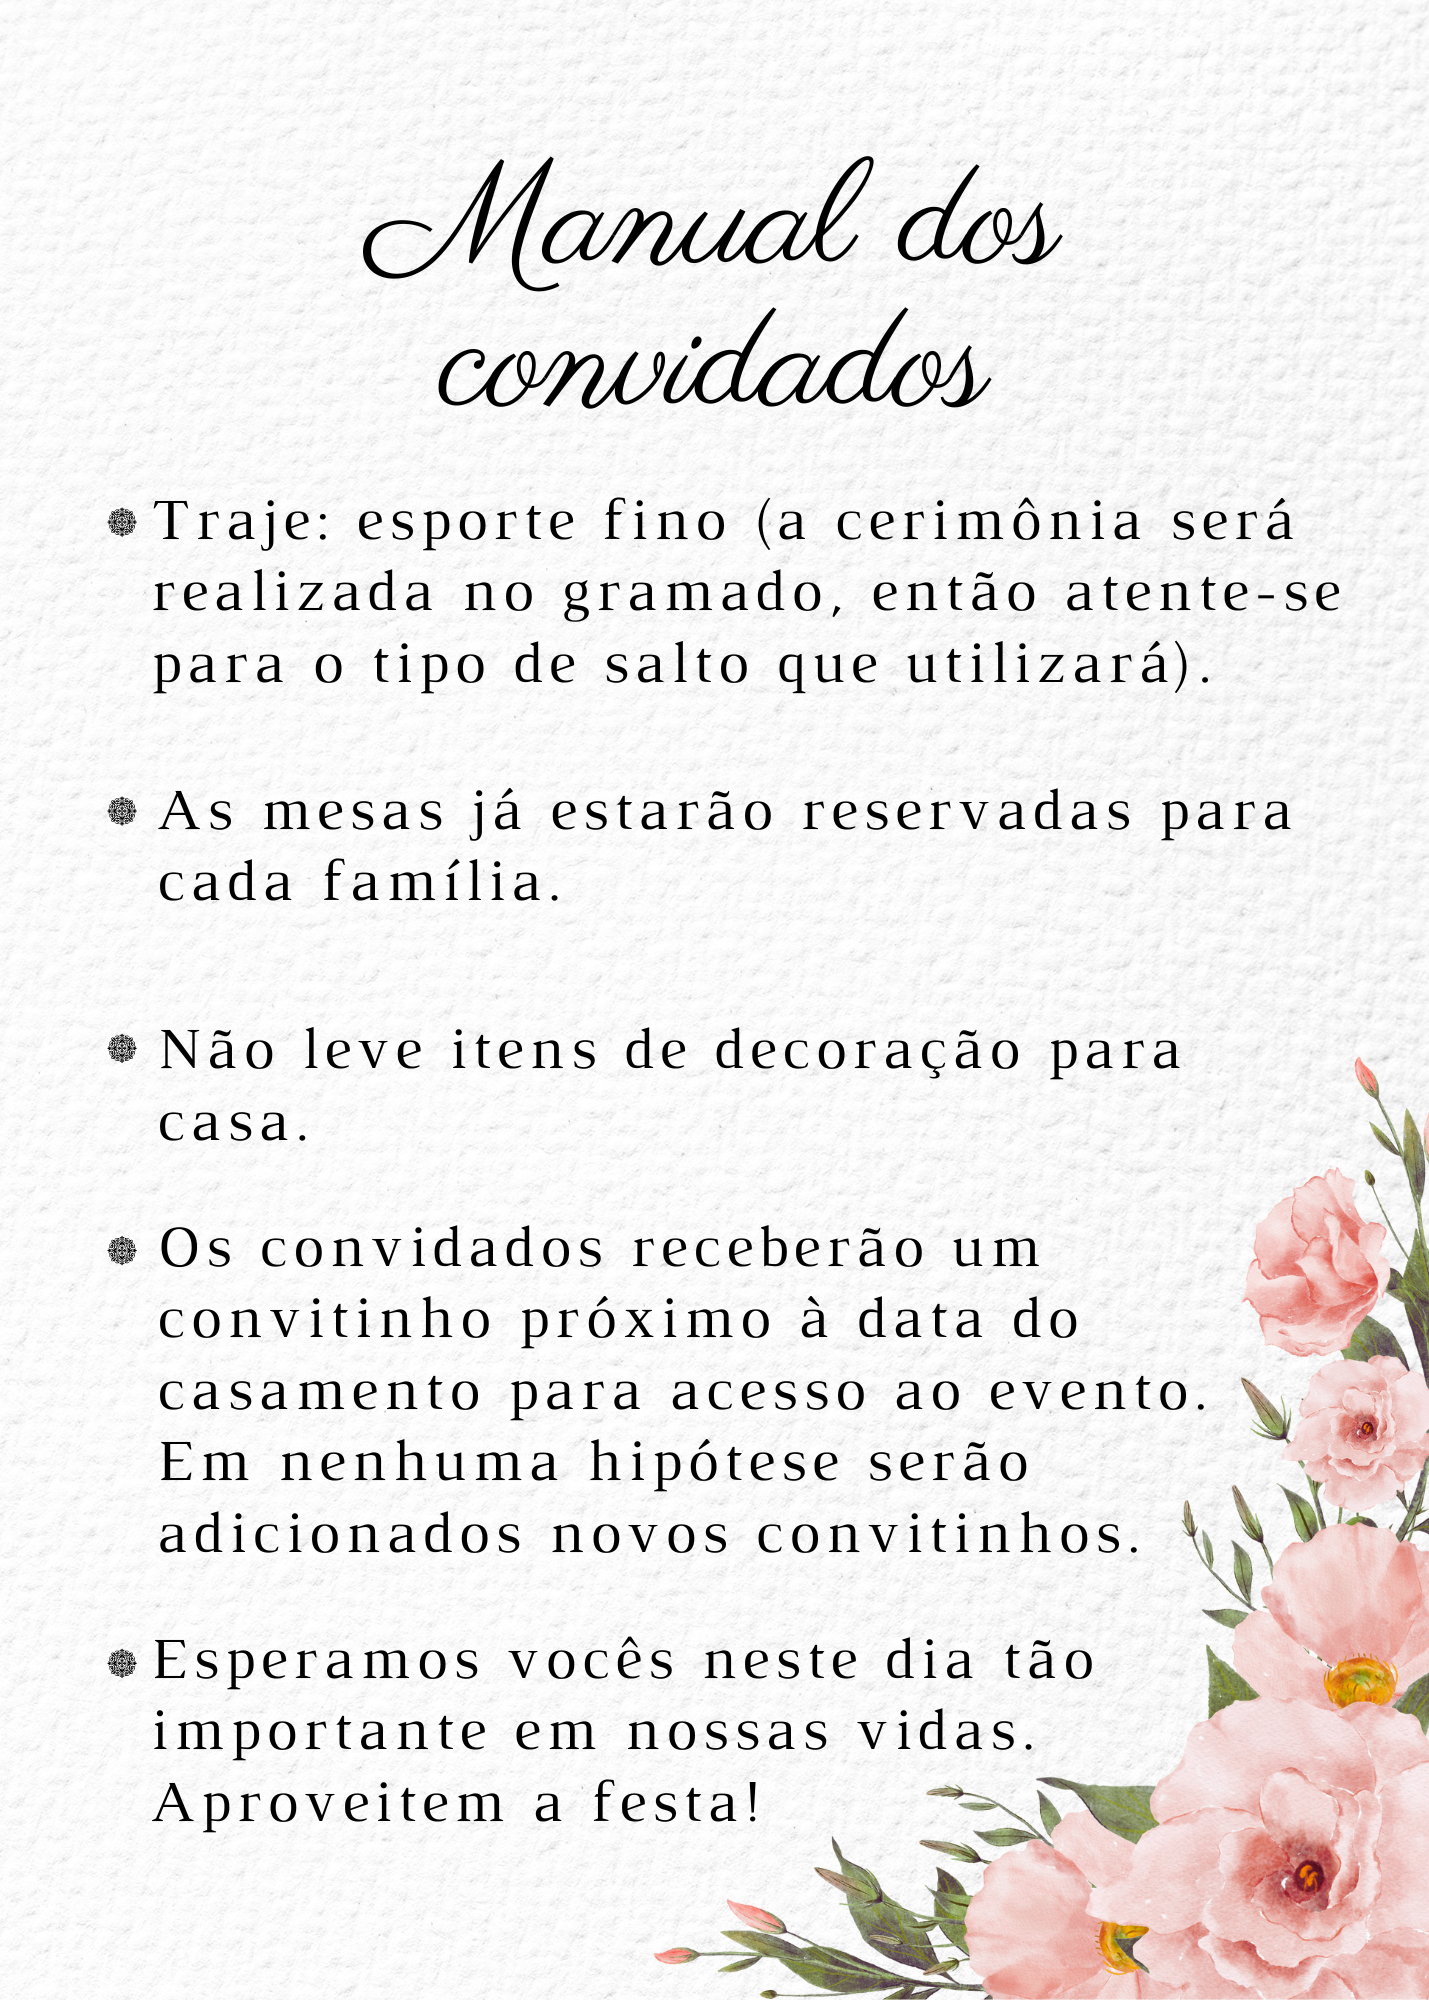 Manual dos
convidados
Traje: esporte fino (a cerimônia será
realizada no gramado, então atente-se
para o tipo de salto que utilizará).
As mesas já estarão reservadas para
cada família.
Não leve itens de decoração para
casa.
Os convidados receberão um
convitinho próximo à data do
casamento para acesso ao evento.
Em nenhuma hipótese serão
adicionados novos convitinhos.
Esperamos vocês neste dia tão
importante em nossas vidas.
Aproveitem a festa!